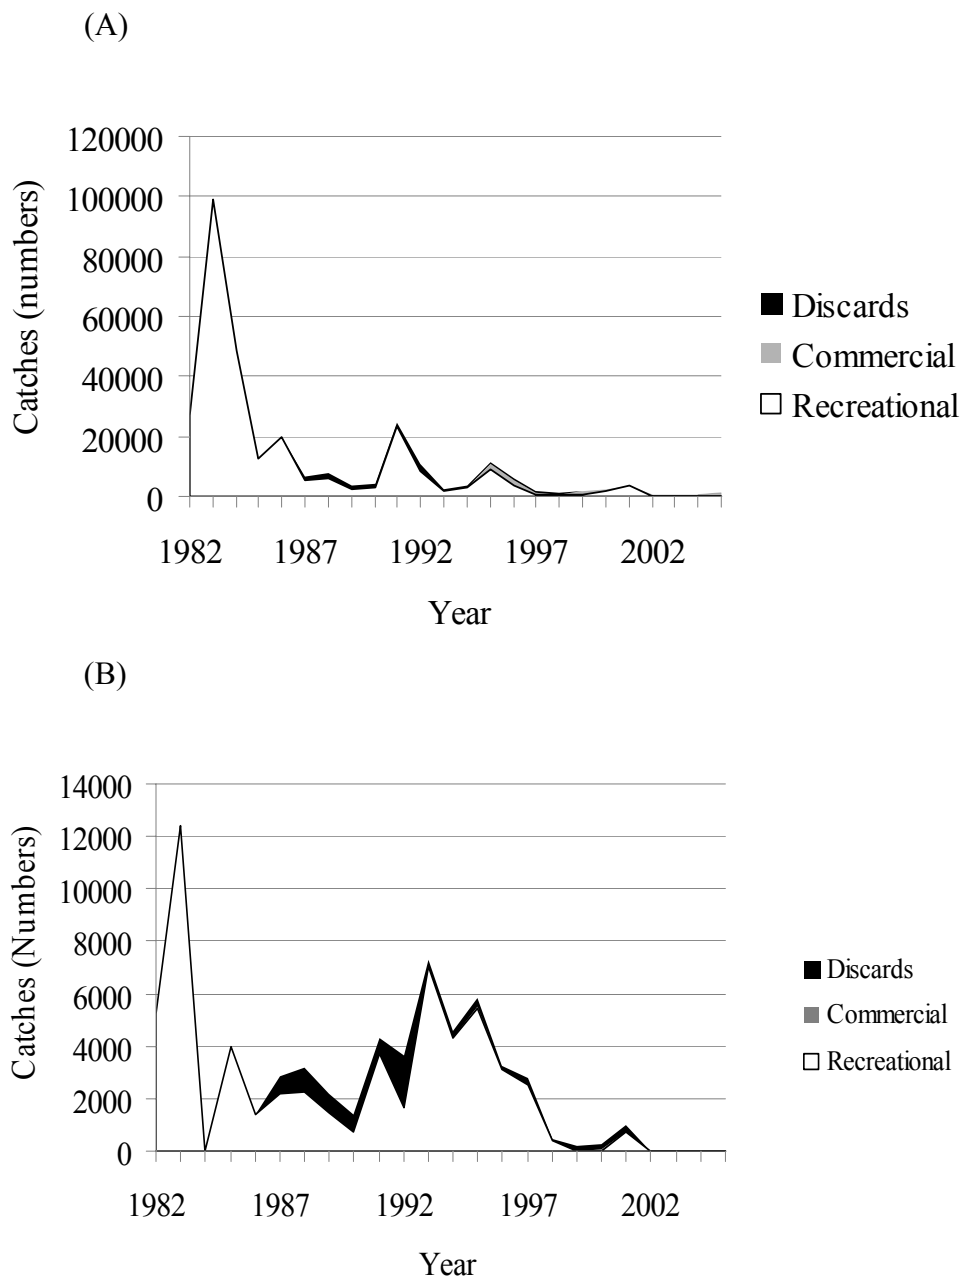 (A)
120000
100000
80000
60000
40000
20000
0
Catches (numbers)
1982 1987 1992 1997 2002
Year
Discards
Commercial
Recreational
(B)
14000
12000
10000
8000
6000
4000
2000
0
Catches (Numbers)
1982 1987 1992 1997 2002
Year
Discards
Commercial
Recreational